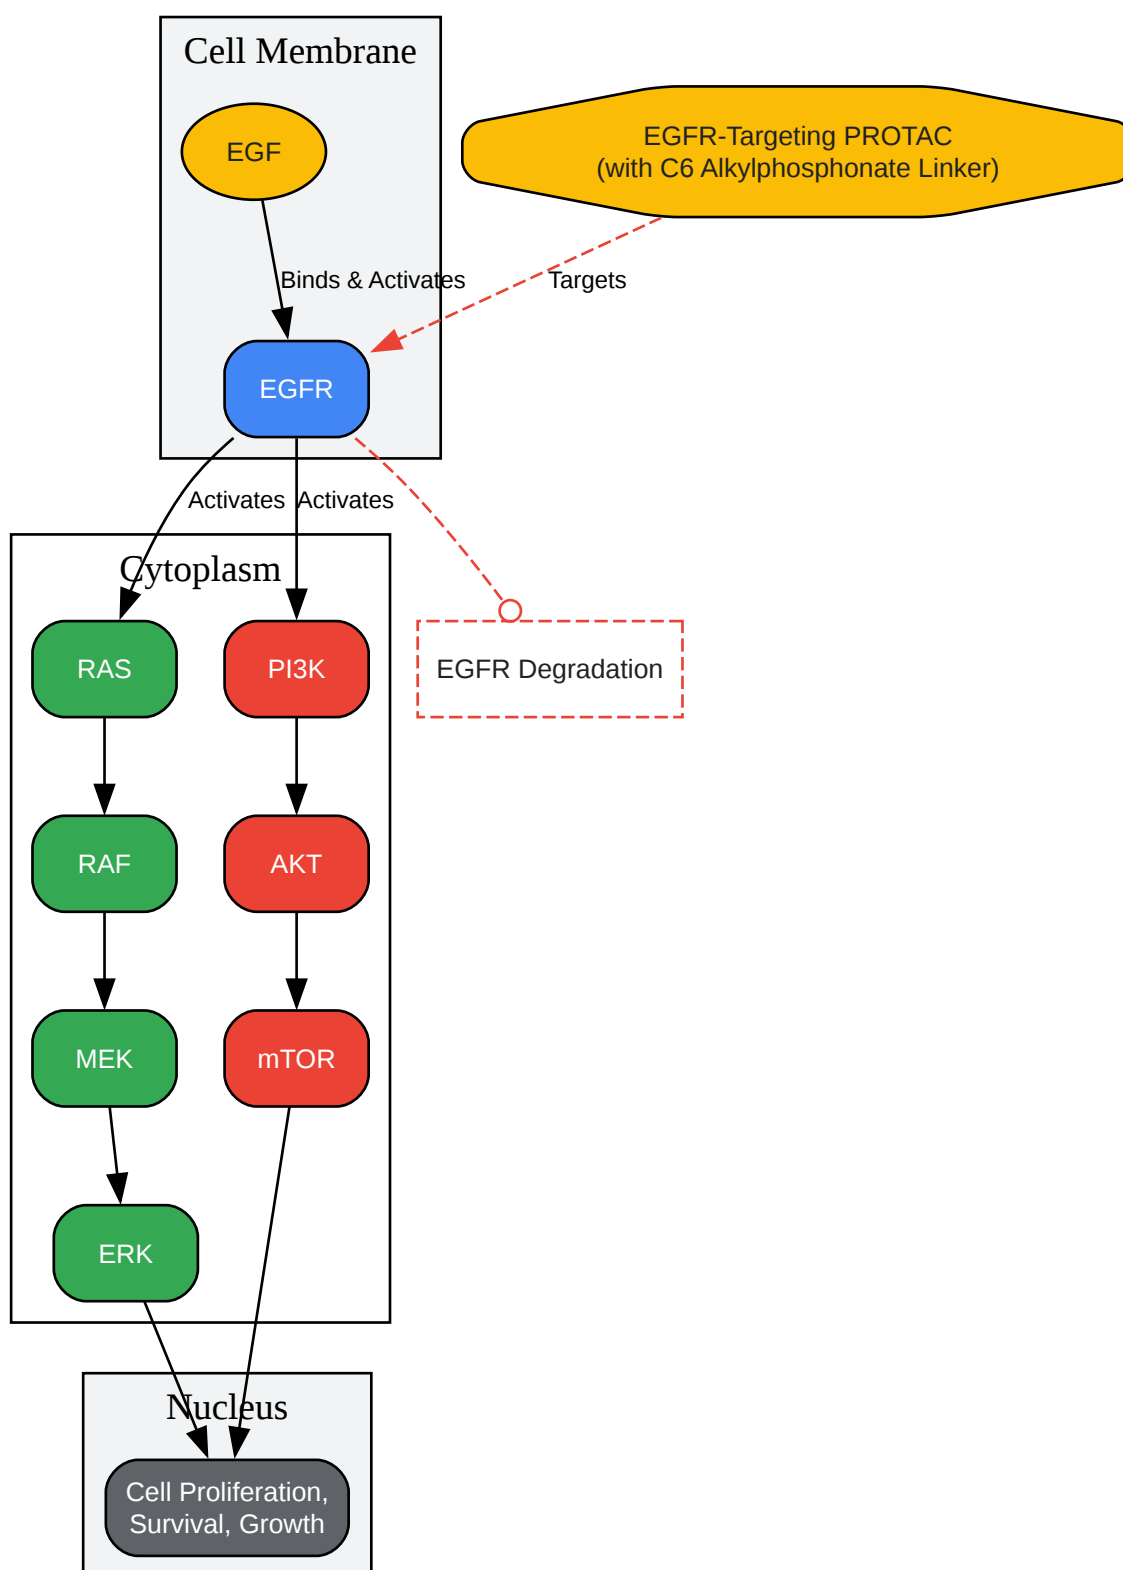 Cell Membrane
EGF
EGFR-Targeting PROTAC
(with C6 Alkylphosphonate Linker)
Binds & Activates
Targets
EGFR
Activates
Activates
Cytoplasm
RAS
PI3K
EGFR Degradation
RAF
AKT
MEK
mTOR
ERK
Nucleus
Cell Proliferation,
Survival, Growth